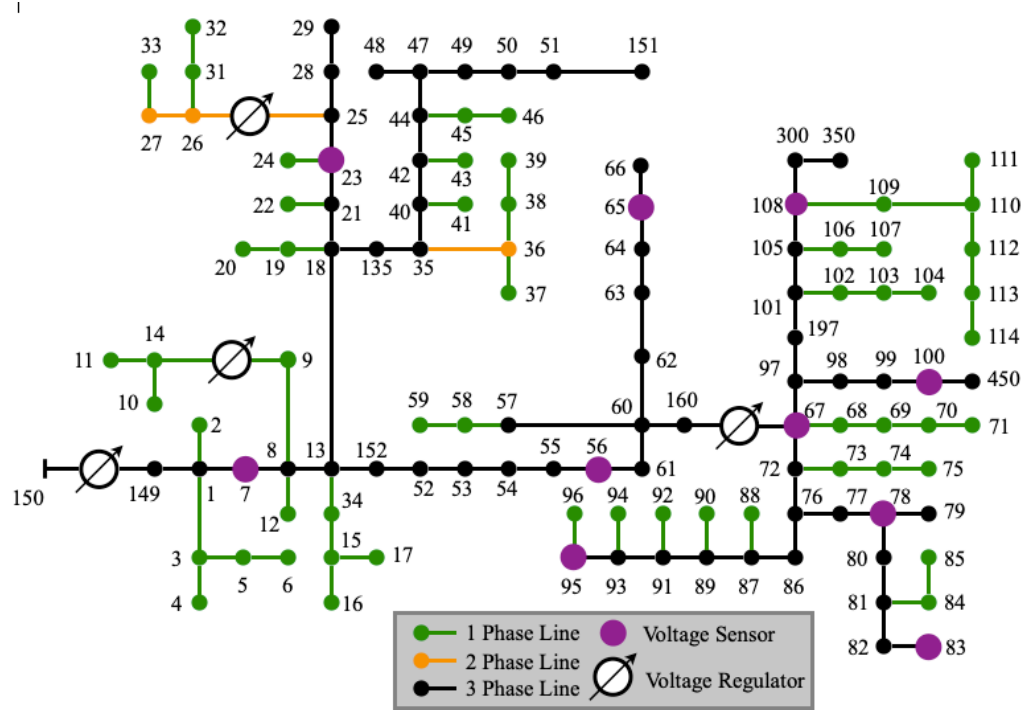 32 29
33 48 47 49 50 51 151
31 28
25 44 46
27 26 45
24 39 300 350
23 42 43 66 111
109
22 21 40 38 65 108 110
41 106 107
36 64 105 112
20 19 18 135 35
102 103 104
37 63 113
101
197
14 114
11 9 62 97 98 99 100 450
10
59 58 57 60 160 67 68 69 70 71
2
8 13 152 55 56 72 73 74 75
150 149 1 7 52 53 54 61
96 94 92 90 88 76 77 78 79
12 34
15 17 80 85
3 5 6 95 93 91 89 87 86
4 16 81 84
82 83
1 Phase Line
2 Phase Line
3 Phase Line
Voltage Sensor
Voltage Regulator